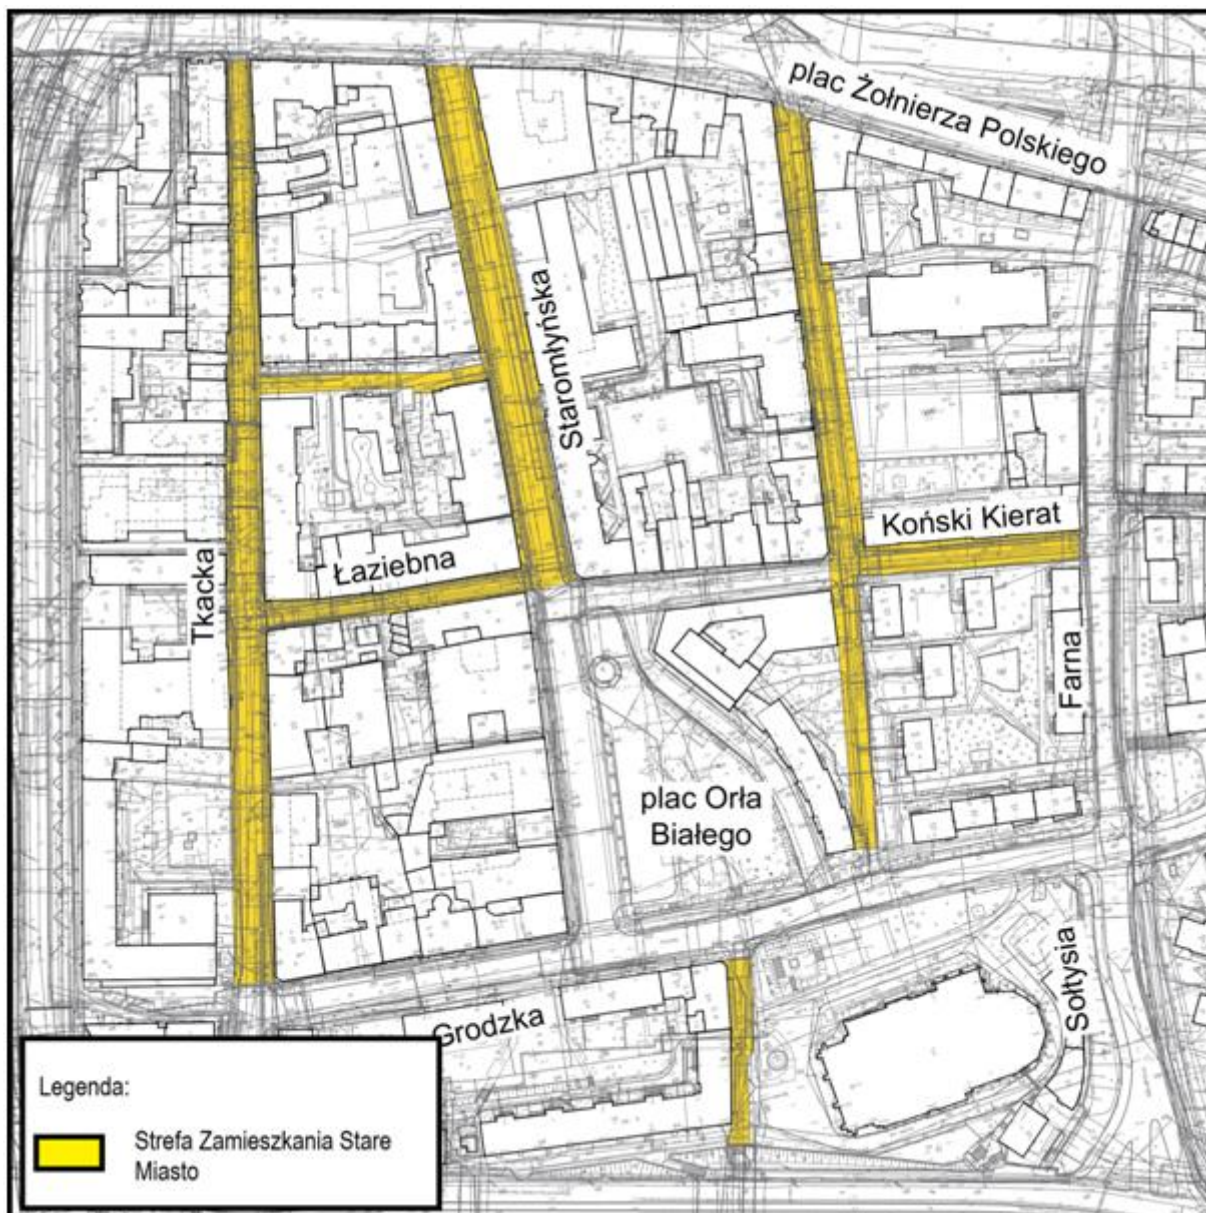 plac Żołnierza Polskiego
Staromłyńska
Koński Kierat
Łaziebna
Tkacka
Farna
plac Orła
Białego
Sołtysia
Grodzka
Legenda:
Strefa Zamieszkania Stare
Miasto